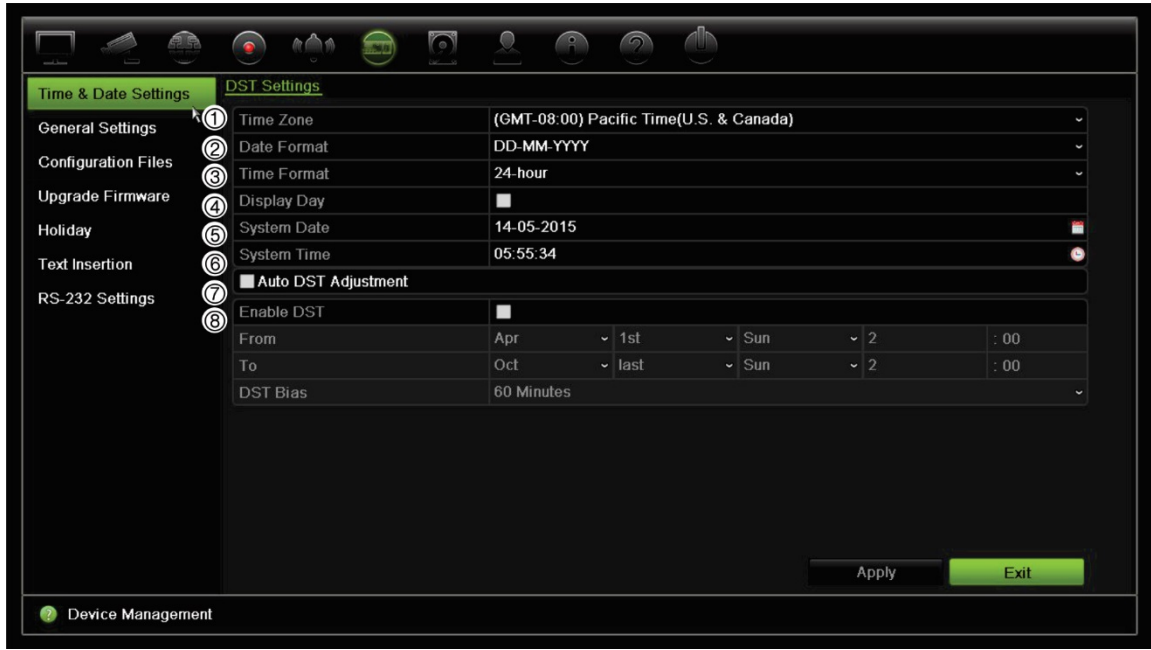 Time & Date Settings
General Settings
Configuration Files
Upgrade Firmware
Holiday
Text Insertion
RS-232 Settings
DST Settings
① Time Zone (GMT-08:00) Pacific Time(U.S. & Canada)
② Date Format DD-MM-YYYY
③ Time Format 24-hour
④ Display Day
⑤ System Date 14-05-2015
⑥ System Time 05:55:34
⑦ Auto DST Adjustment
⑧ Enable DST
From Apr 1st Sun 2 : 00
To Oct last Sun 2 : 00
DST Bias 60 Minutes
Apply Exit
? Device Management